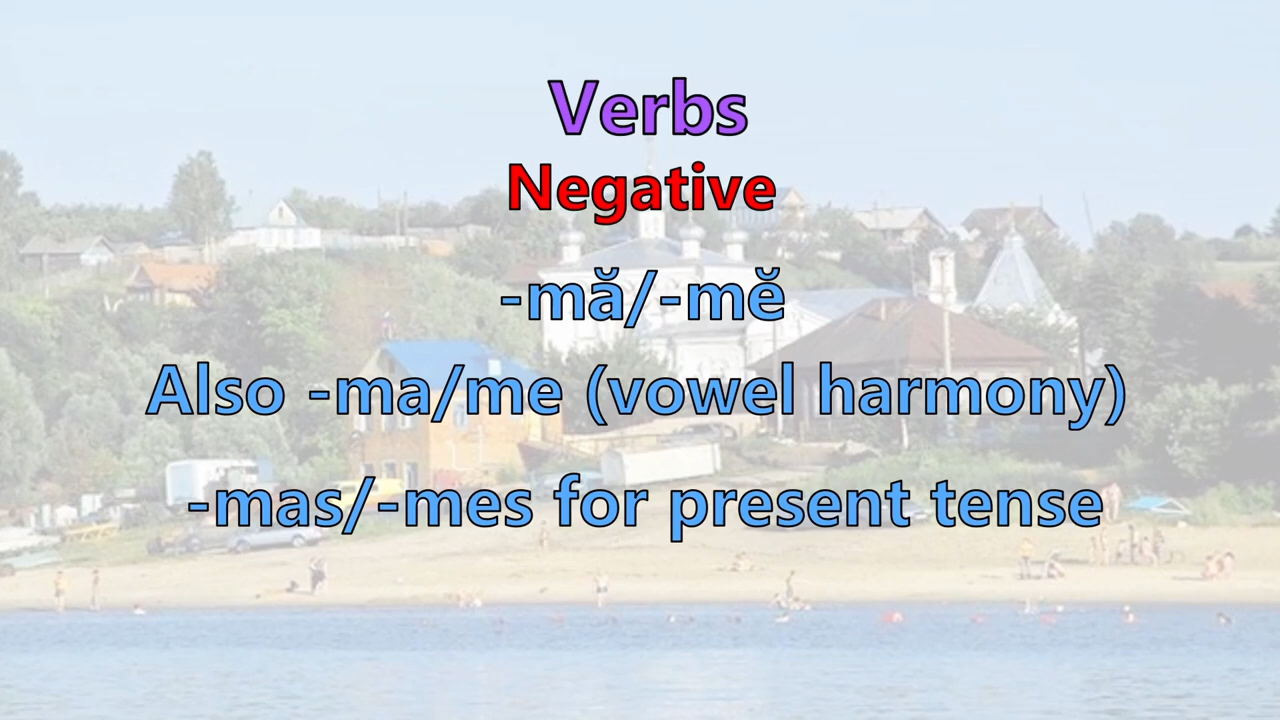 Verbs
Negative
-mă/-mĕ
Also -ma/me (vowel harmony)
-mas/-mes for present tense